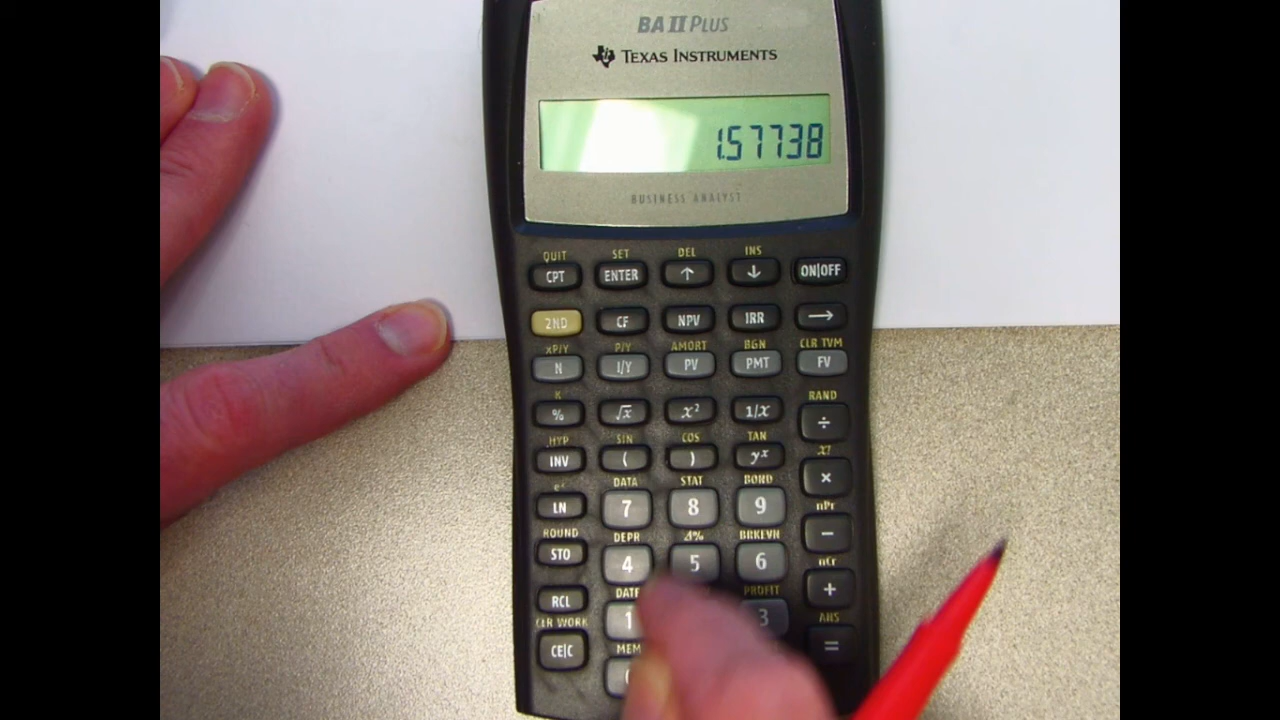 BA II PLUS
TEXAS INSTRUMENTS
1.57738
BUSINESS ANALYST
QUIT SET DEL INS
CPT ENTER ↑ ↓ ON|OFF
2ND CF NPV IRR →
xP/Y P/Y AMORT BGN CLR TVM
N I/Y PV PMT FV
K RAND
% √x x² 1/x ÷
HYP SIN COS TAN x!
INV ( ) yˣ ×
eˣ DATA STAT BOND nPr
LN 7 8 9 −
ROUND DEPR Δ% BRKEVN nCr
STO 4 5 6 +
DATE PROFIT ANS
RCL 1 3 =
CLR WORK MEM
CE|C